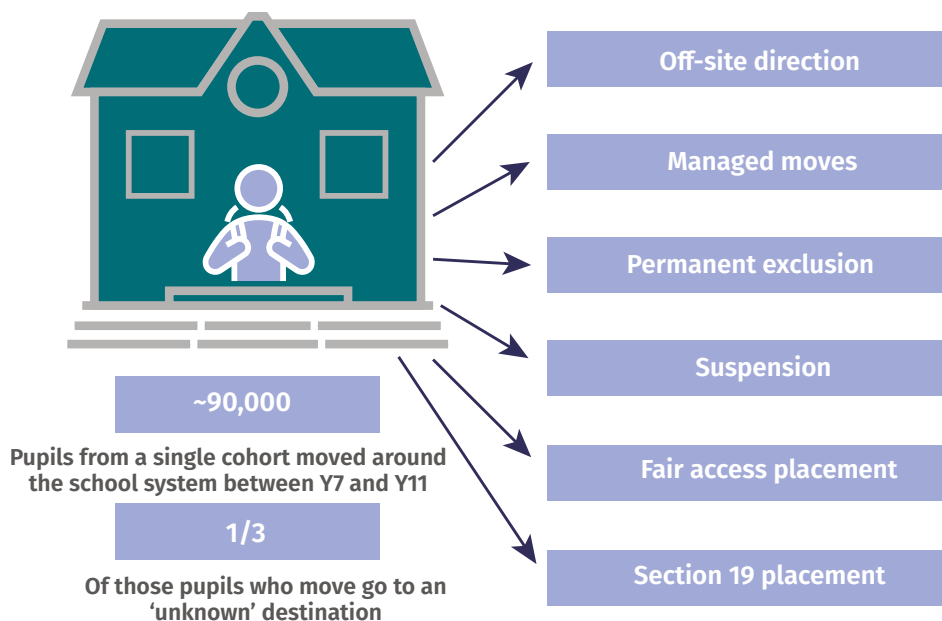 Off-site direction
Managed moves
Permanent exclusion
Suspension
Fair access placement
Section 19 placement
~90,000
Pupils from a single cohort moved around
the school system between Y7 and Y11
1/3
Of those pupils who move go to an
‘unknown’ destination